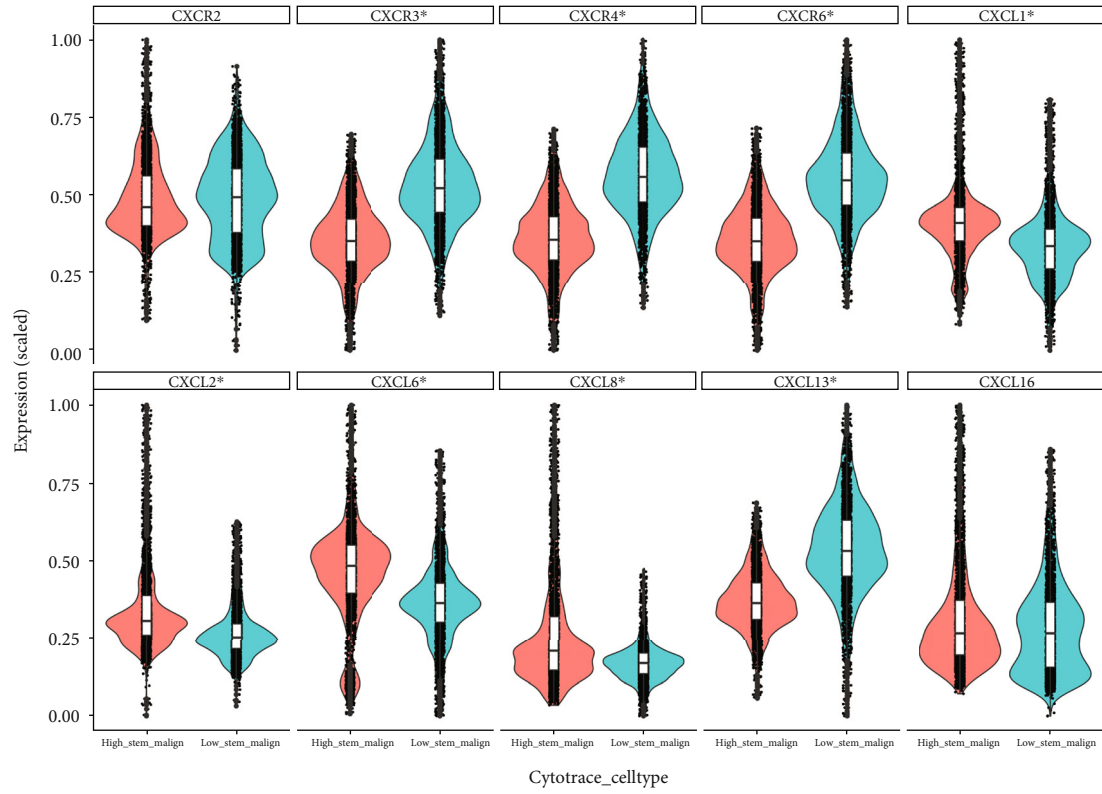 CXCR2 CXCR3* CXCR4* CXCR6* CXCL1*
1.00
0.75
0.50
0.25
0.00
Expression (scaled)
CXCL2* CXCL6* CXCL8* CXCL13* CXCL16
1.00
0.75
0.50
0.25
0.00
High_stem_malign Low_stem_malign High_stem_malign Low_stem_malign High_stem_malign Low_stem_malign High_stem_malign Low_stem_malign High_stem_malign Low_stem_malign
Cytotrace_celltype